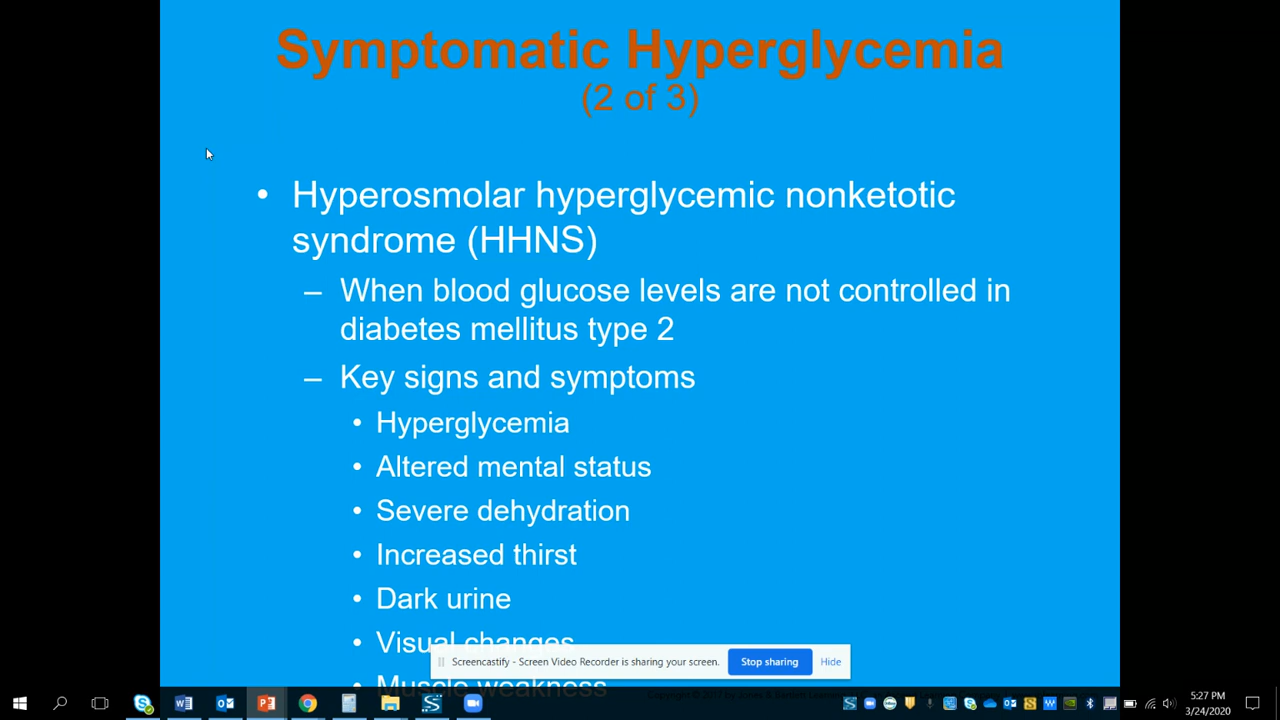 Symptomatic Hyperglycemia
(2 of 3)
• Hyperosmolar hyperglycemic nonketotic
syndrome (HHNS)
– When blood glucose levels are not controlled in
diabetes mellitus type 2
– Key signs and symptoms
• Hyperglycemia
• Altered mental status
• Severe dehydration
• Increased thirst
• Dark urine
• Visual changes
Screencastify - Screen Video Recorder is sharing your screen. Stop sharing Hide
• Muscle weakness
5:27 PM
3/24/2020